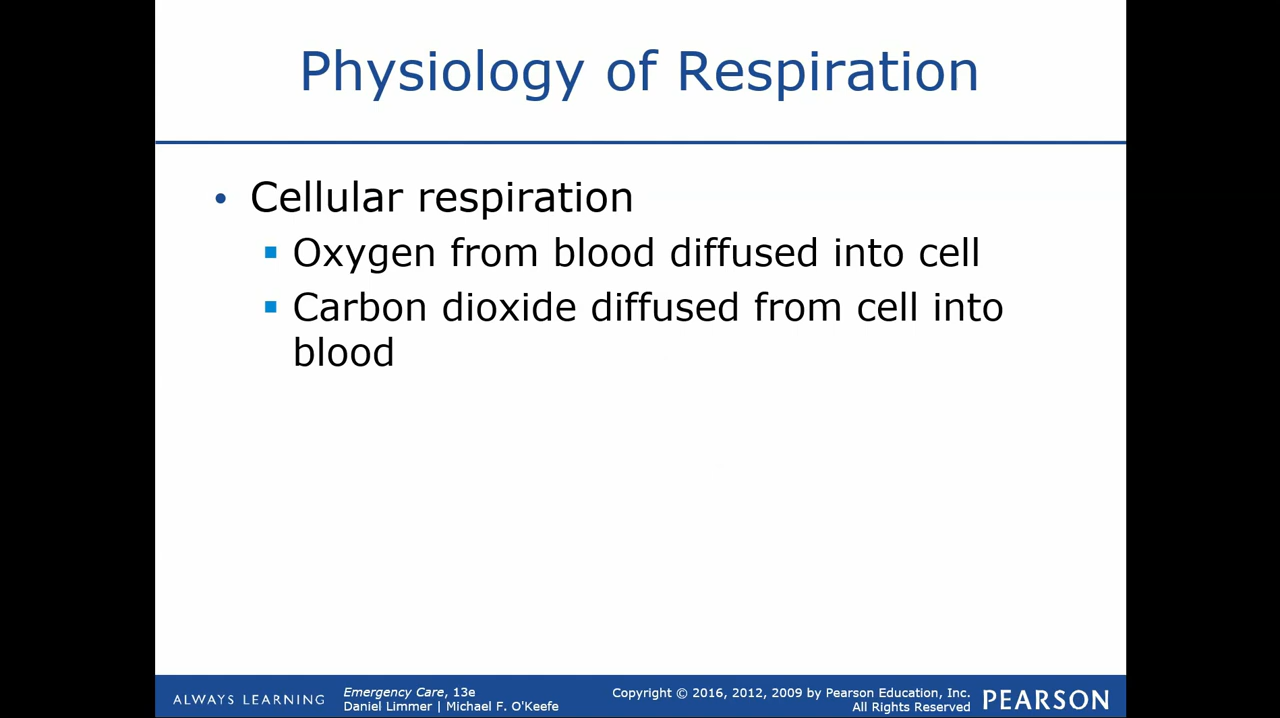 Physiology of Respiration
• Cellular respiration
▪ Oxygen from blood diffused into cell
▪ Carbon dioxide diffused from cell into
blood
ALWAYS LEARNING
Emergency Care, 13e
Daniel Limmer | Michael F. O'Keefe
Copyright © 2016, 2012, 2009 by Pearson Education, Inc.
All Rights Reserved
PEARSON